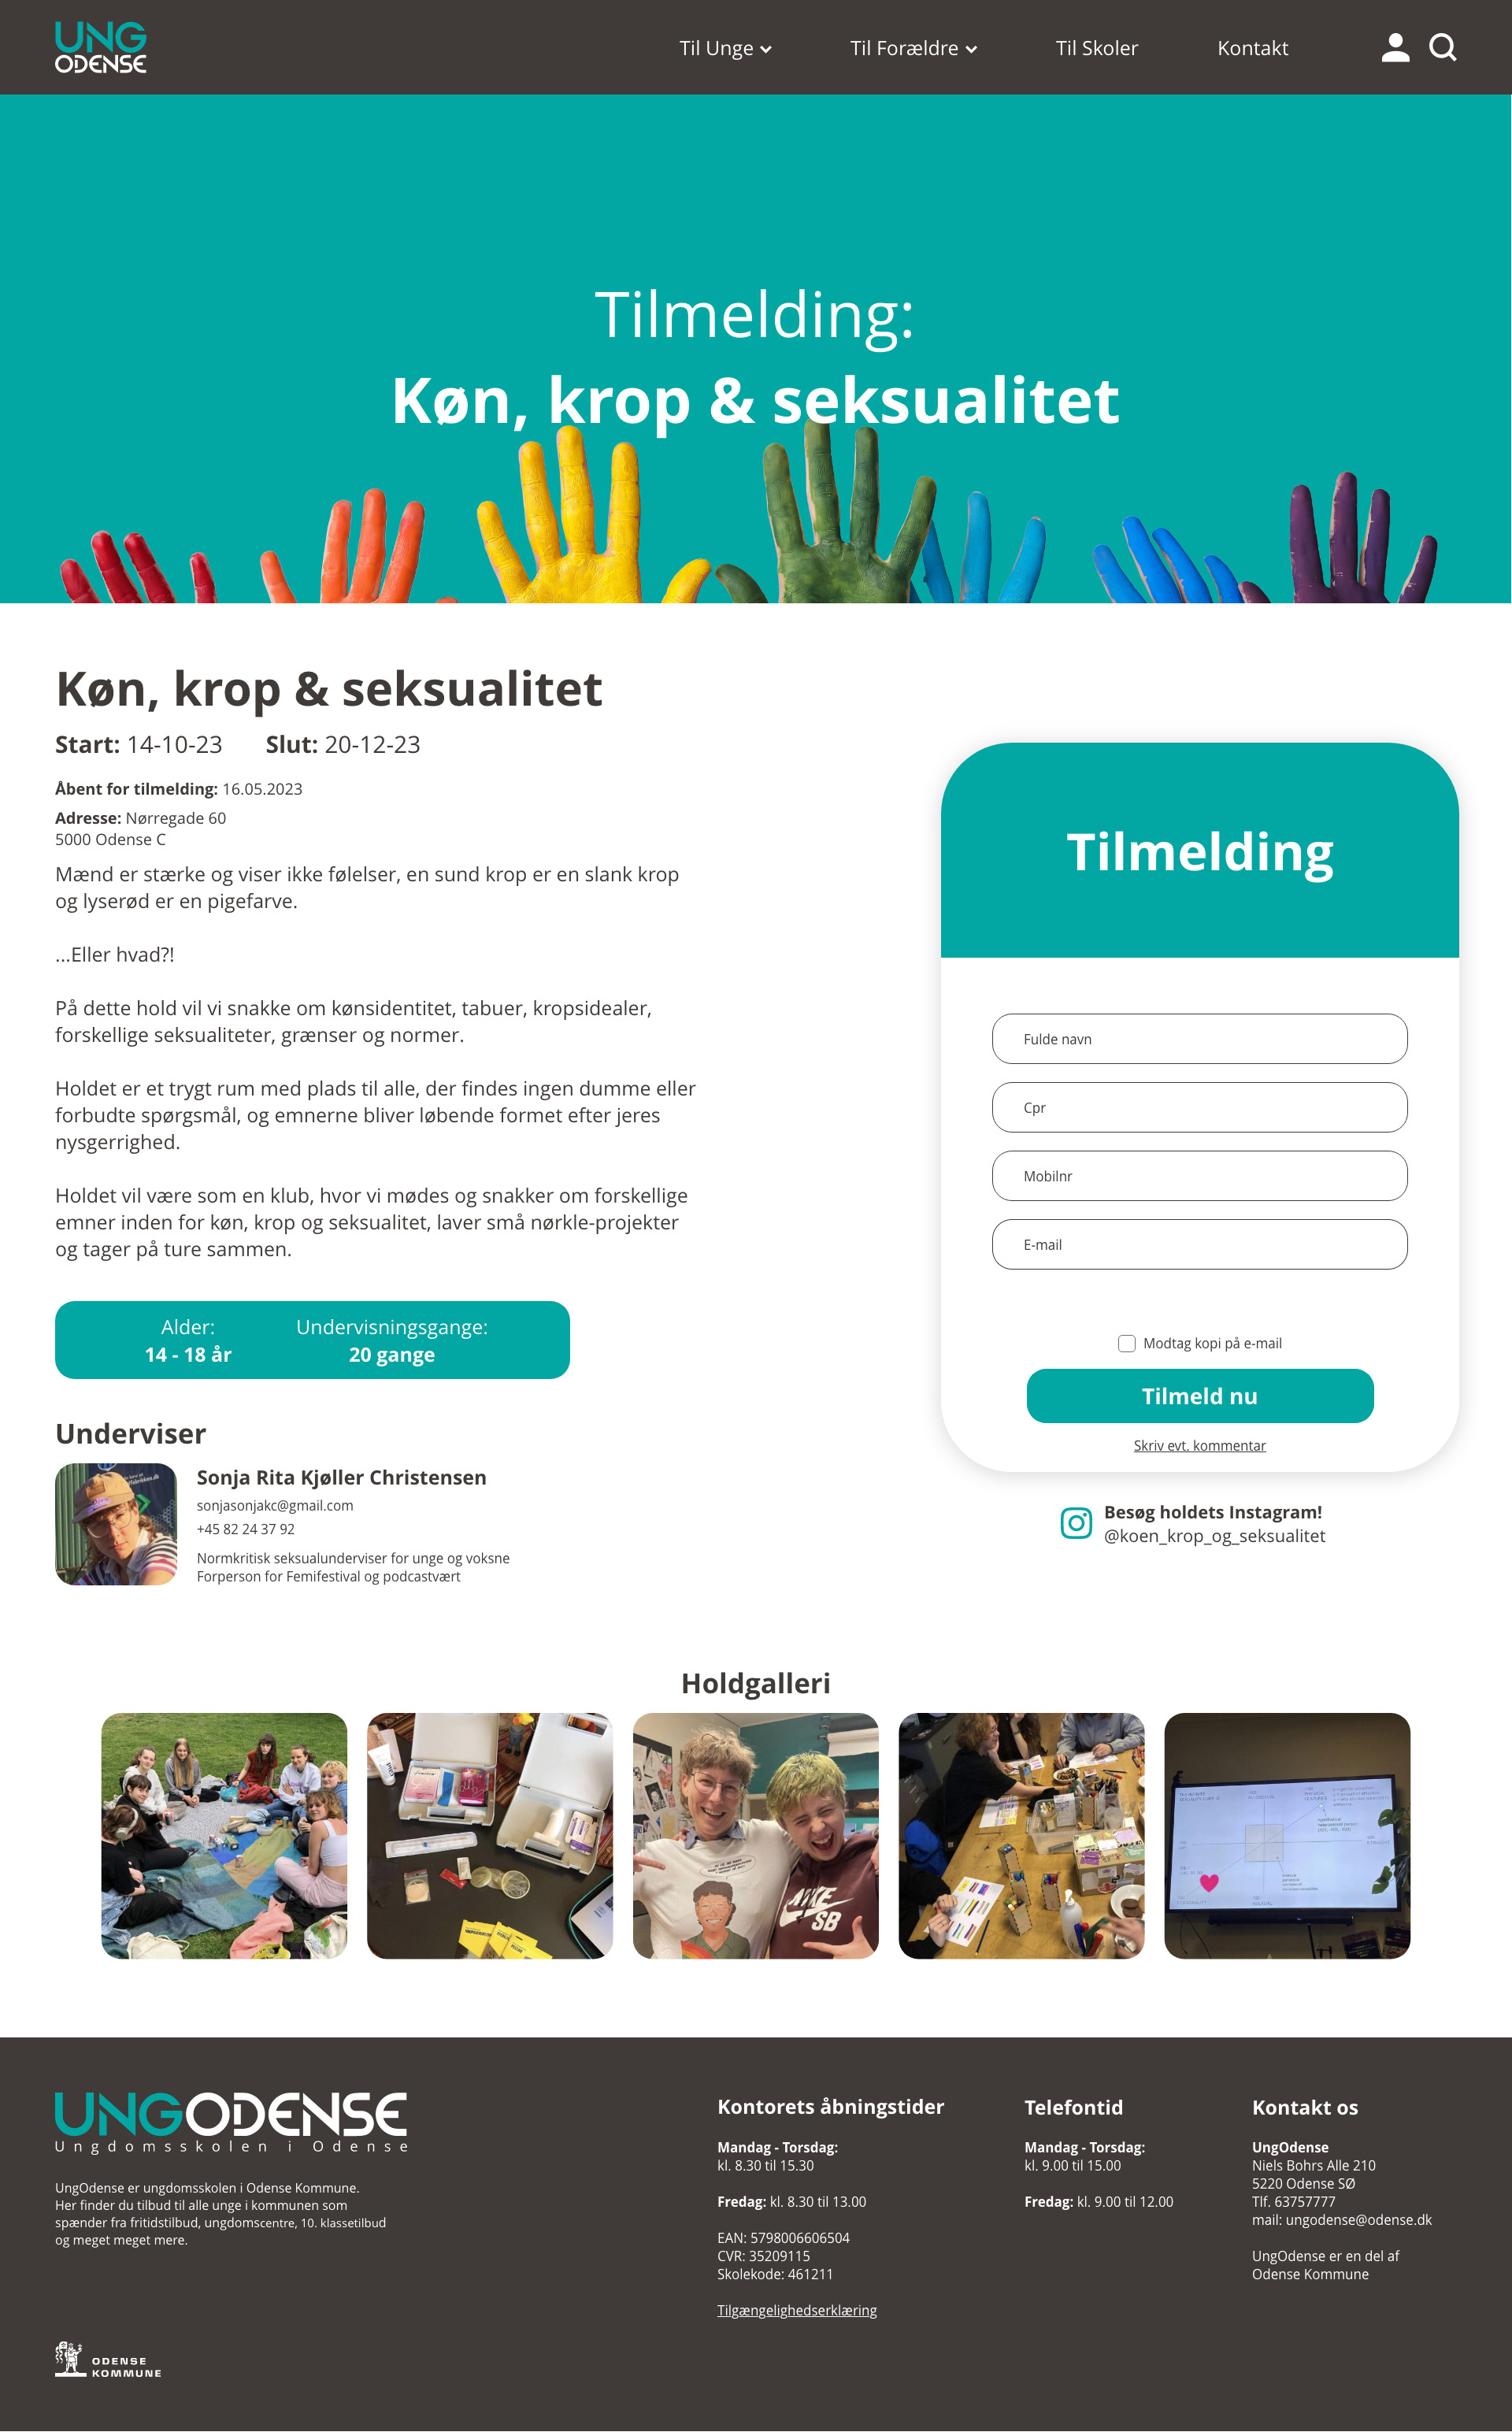 UNG
ODENSE
Til Unge
Til Forældre
Til Skoler
Kontakt
Tilmelding:
Køn, krop & seksualitet
Køn, krop & seksualitet
Start: 14-10-23 Slut: 20-12-23
Åbent for tilmelding: 16.05.2023
Adresse: Nørregade 60
5000 Odense C
Mænd er stærke og viser ikke følelser, en sund krop er en slank krop
og lyserød er en pigefarve.
...Eller hvad?!
På dette hold vil vi snakke om kønsidentitet, tabuer, kropsidealer,
forskellige seksualiteter, grænser og normer.
Holdet er et trygt rum med plads til alle, der findes ingen dumme eller
forbudte spørgsmål, og emnerne bliver løbende formet efter jeres
nysgerrighed.
Holdet vil være som en klub, hvor vi mødes og snakker om forskellige
emner inden for køn, krop og seksualitet, laver små nørkle-projekter
og tager på ture sammen.
Alder:
14 - 18 år
Undervisningsgange:
20 gange
Underviser
Sonja Rita Kjøller Christensen
sonjasonjakc@gmail.com
+45 82 24 37 92
Normkritisk seksualunderviser for unge og voksne
Forperson for Femifestival og podcastvært
Tilmelding
Fulde navn
Cpr
Mobilnr
E-mail
Modtag kopi på e-mail
Tilmeld nu
Skriv evt. kommentar
Besøg holdets Instagram!
@koen_krop_og_seksualitet
Holdgalleri
SB
UNGODENSE
Ungdomsskolen i Odense
UngOdense er ungdomsskolen i Odense Kommune.
Her finder du tilbud til alle unge i kommunen som
spænder fra fritidstilbud, ungdomscentre, 10. klassetilbud
og meget meget mere.
ODENSE
KOMMUNE
Kontorets åbningstider
Mandag - Torsdag:
kl. 8.30 til 15.30
Fredag: kl. 8.30 til 13.00
EAN: 5798006606504
CVR: 35209115
Skolekode: 461211
Tilgængelighedserklæring
Telefontid
Mandag - Torsdag:
kl. 9.00 til 15.00
Fredag: kl. 9.00 til 12.00
Kontakt os
UngOdense
Niels Bohrs Alle 210
5220 Odense SØ
Tlf. 63757777
mail: ungodense@odense.dk
UngOdense er en del af
Odense Kommune